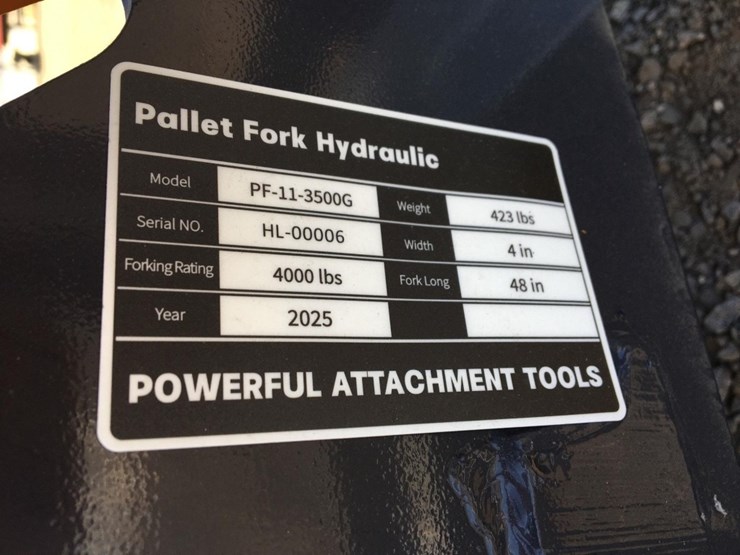 Pallet Fork Hydraulic
Model PF-11-3500G Weight 423 lbs
Serial NO. HL-00006 Width 4 in
Forking Rating 4000 lbs Fork Long 48 in
Year 2025
POWERFUL ATTACHMENT TOOLS